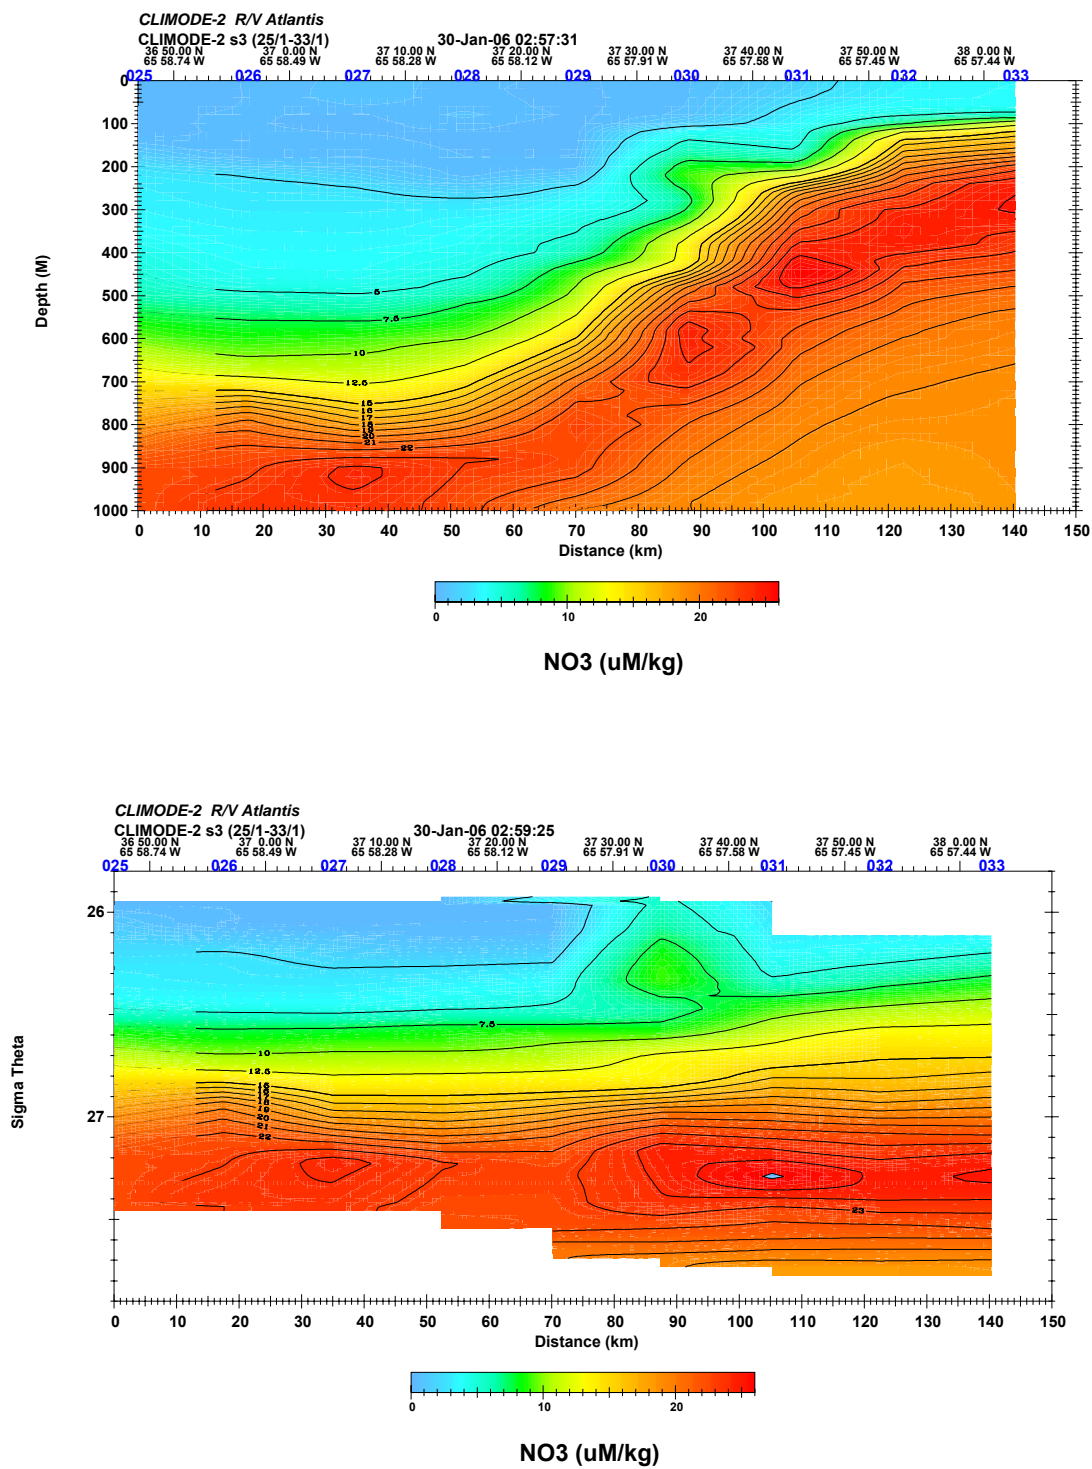 CLIMODE-2 R/V Atlantis
CLIMODE-2 s3 (25/1-33/1) 30-Jan-06 02:57:31
36 50.00 N 37 0.00 N 37 10.00 N 37 20.00 N 37 30.00 N 37 40.00 N 37 50.00 N 38 0.00 N
65 58.74 W 65 58.49 W 65 58.28 W 65 58.12 W 65 57.91 W 65 57.58 W 65 57.45 W 65 57.44 W
025 026 027 028 029 030 031 032 033
0
100
200
300
400
500
600
700
800
900
1000
Depth (M)
5
7.5
10
12.5
15
16
17
18
19
20
21
22
0 10 20 30 40 50 60 70 80 90 100 110 120 130 140 150
Distance (km)
0 10 20
NO3 (uM/kg)
CLIMODE-2 R/V Atlantis
CLIMODE-2 s3 (25/1-33/1) 30-Jan-06 02:59:25
36 50.00 N 37 0.00 N 37 10.00 N 37 20.00 N 37 30.00 N 37 40.00 N 37 50.00 N 38 0.00 N
65 58.74 W 65 58.49 W 65 58.28 W 65 58.12 W 65 57.91 W 65 57.58 W 65 57.45 W 65 57.44 W
025 026 027 028 029 030 031 032 033
26
27
Sigma Theta
7.5
10
12.5
15
16
17
18
19
20
21
22
23
0 10 20 30 40 50 60 70 80 90 100 110 120 130 140 150
Distance (km)
0 10 20
NO3 (uM/kg)